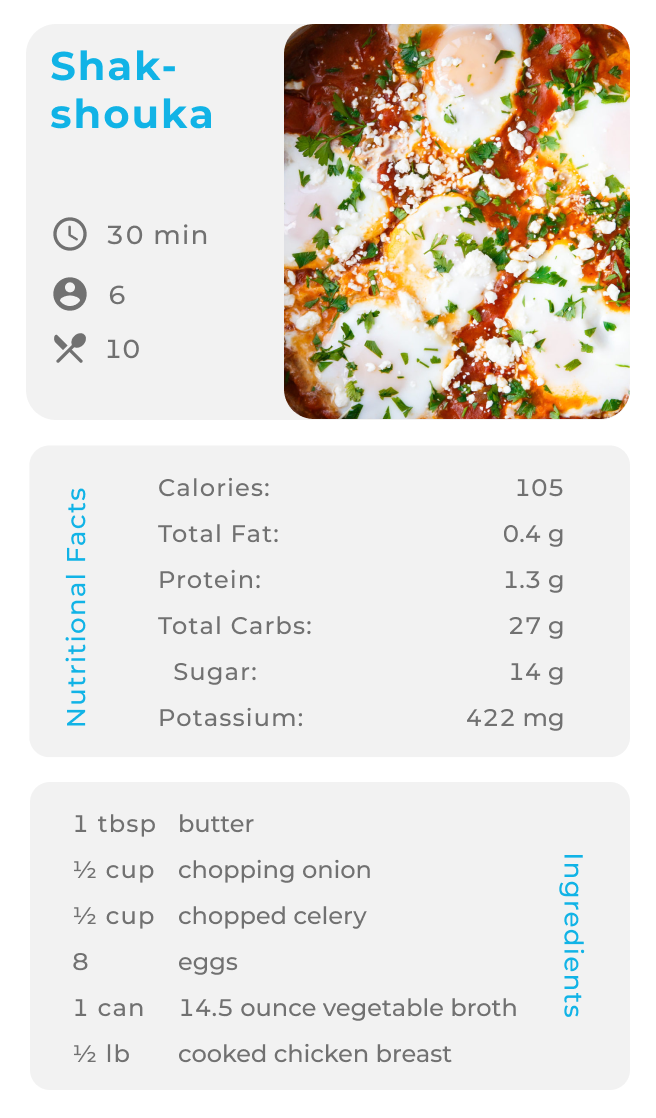 Shak-
shouka
30 min
6
10
Nutritional Facts
Calories: 105
Total Fat: 0.4 g
Protein: 1.3 g
Total Carbs: 27 g
Sugar: 14 g
Potassium: 422 mg
1 tbsp butter
½ cup chopping onion
½ cup chopped celery
8 eggs
1 can 14.5 ounce vegetable broth
½ lb cooked chicken breast
Ingredients